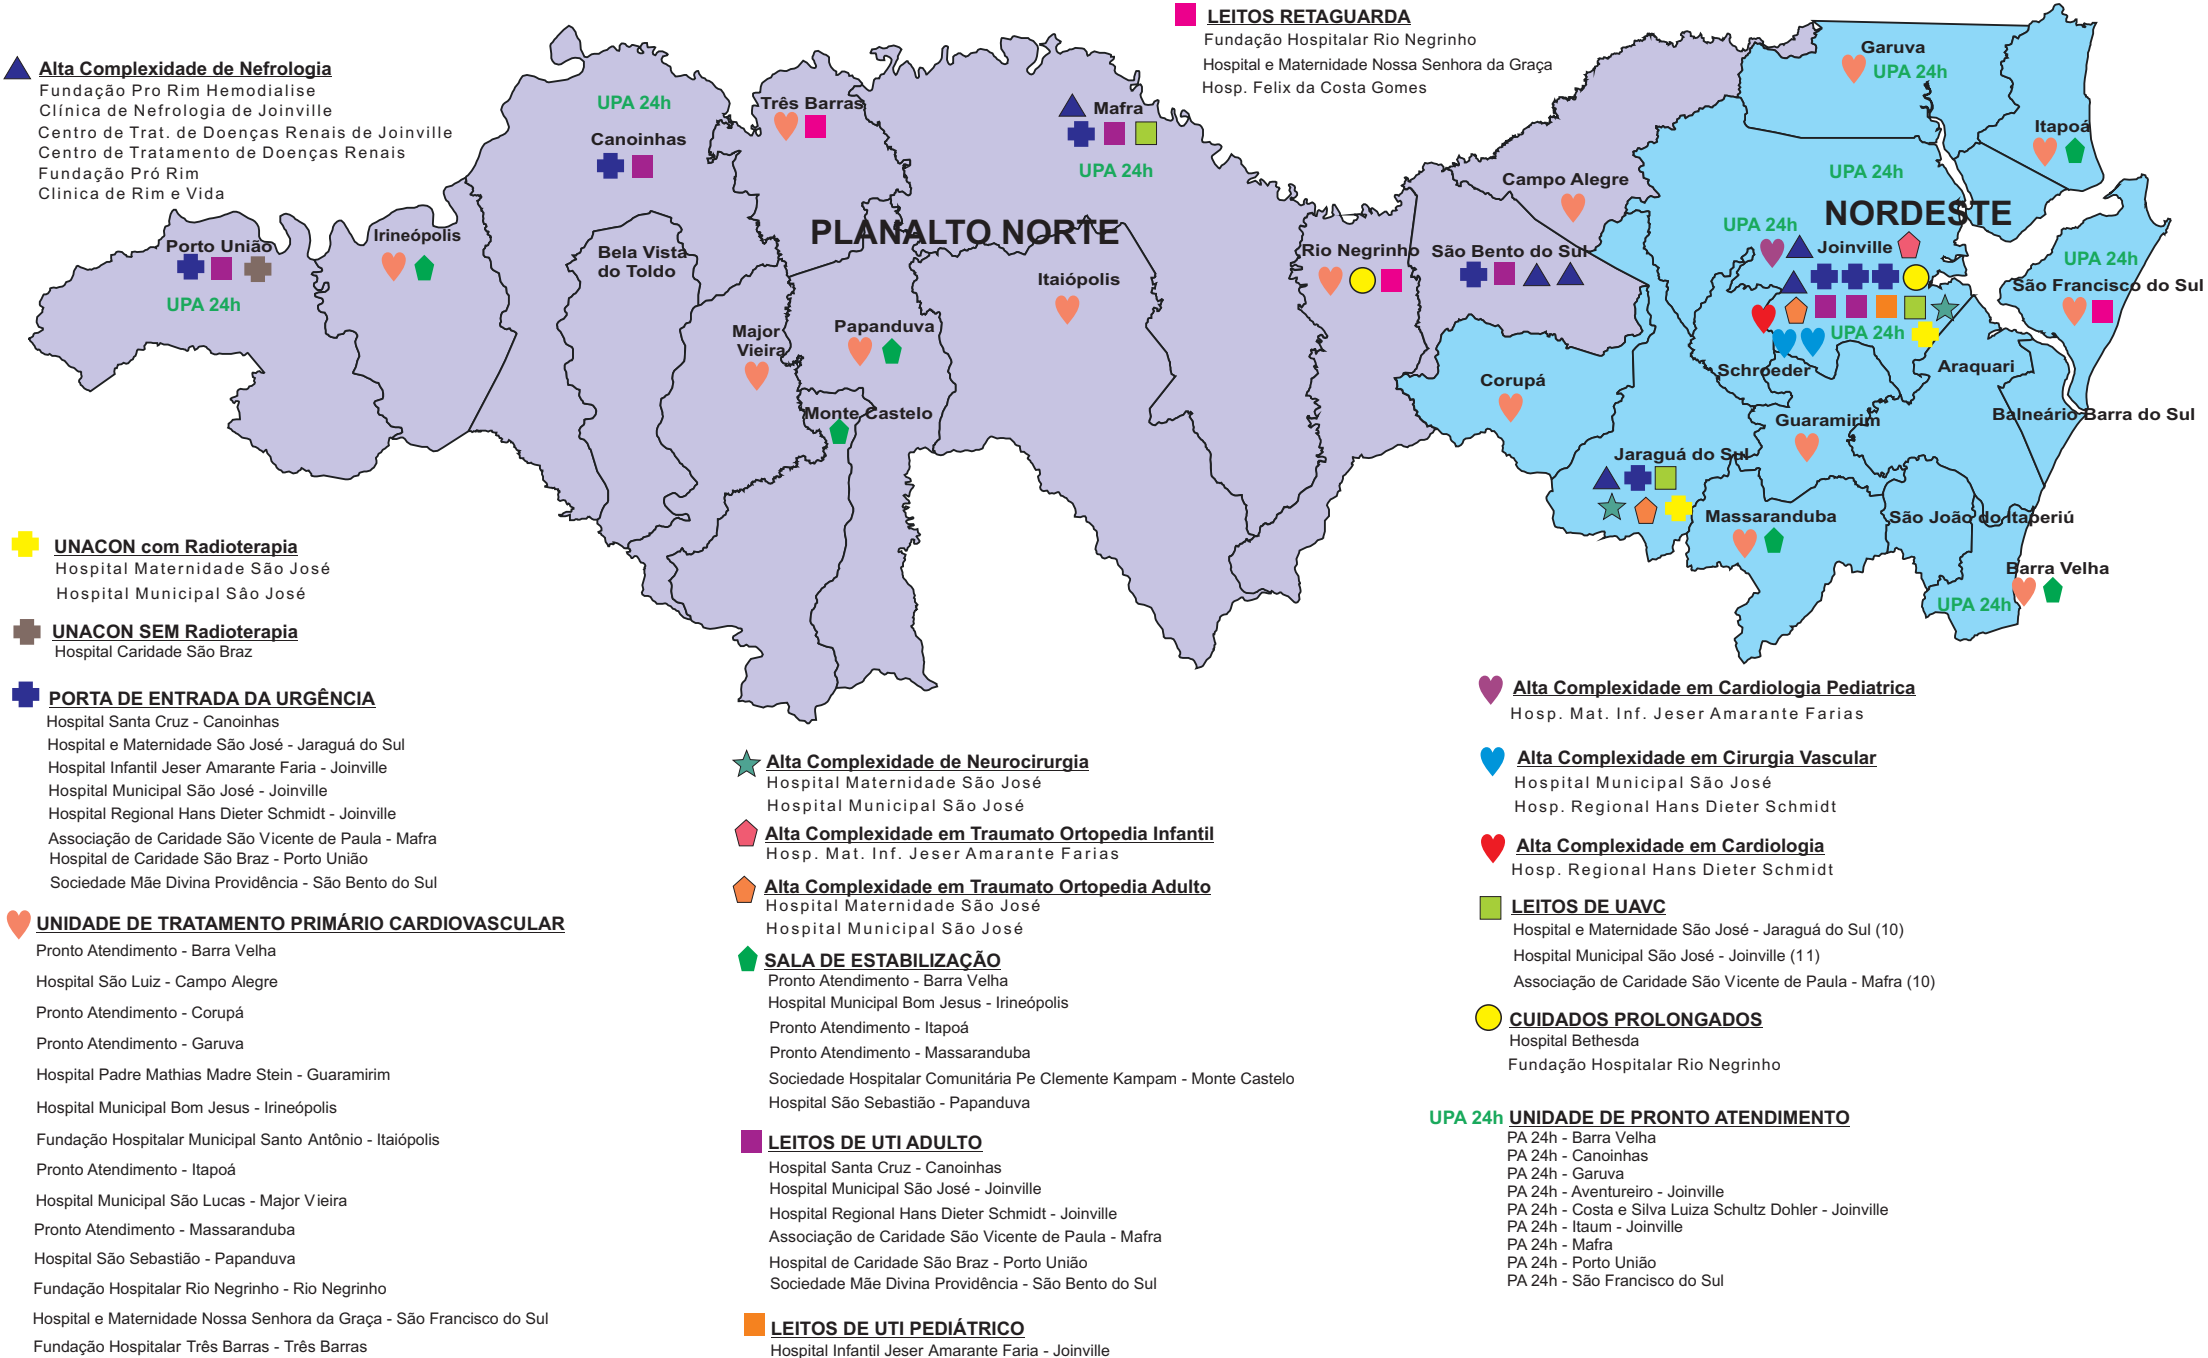 LEITOS RETAGUARDA
Fundação Hospitalar Rio Negrinho
Hospital e Maternidade Nossa Senhora da Graça
Hosp. Felix da Costa Gomes
Alta Complexidade de Nefrologia
Fundação Pro Rim Hemodialise
Clínica de Nefrologia de Joinville
Centro de Trat. de Doenças Renais de Joinville
Centro de Tratamento de Doenças Renais
Fundação Pró Rim
Clinica de Rim e Vida
PLANALTO NORTE
Porto União
UPA 24h
Irineópolis
UPA 24h
Canoinhas
Bela Vista
do Toldo
Três Barras
Major
Vieira
Papanduva
Monte Castelo
Mafra
UPA 24h
Itaiópolis
Rio Negrinho
São Bento do Sul
Campo Alegre
NORDESTE
Garuva
UPA 24h
Itapoá
UPA 24h
UPA 24h
Joinville
UPA 24h
UPA 24h
São Francisco do Sul
Schroeder
Araquari
Balneário Barra do Sul
Corupá
Guaramirim
Jaraguá do Sul
Massaranduba
São João do Itaperiú
Barra Velha
UPA 24h
UNACON com Radioterapia
Hospital Maternidade São José
Hospital Municipal Sâo José
UNACON SEM Radioterapia
Hospital Caridade São Braz
PORTA DE ENTRADA DA URGÊNCIA
Hospital Santa Cruz - Canoinhas
Hospital e Maternidade São José - Jaraguá do Sul
Hospital Infantil Jeser Amarante Faria - Joinville
Hospital Municipal São José - Joinville
Hospital Regional Hans Dieter Schmidt - Joinville
Associação de Caridade São Vicente de Paula - Mafra
Hospital de Caridade São Braz - Porto União
Sociedade Mãe Divina Providência - São Bento do Sul
UNIDADE DE TRATAMENTO PRIMÁRIO CARDIOVASCULAR
Pronto Atendimento - Barra Velha
Hospital São Luiz - Campo Alegre
Pronto Atendimento - Corupá
Pronto Atendimento - Garuva
Hospital Padre Mathias Madre Stein - Guaramirim
Hospital Municipal Bom Jesus - Irineópolis
Fundação Hospitalar Municipal Santo Antônio - Itaiópolis
Pronto Atendimento - Itapoá
Hospital Municipal São Lucas - Major Vieira
Pronto Atendimento - Massaranduba
Hospital São Sebastião - Papanduva
Fundação Hospitalar Rio Negrinho - Rio Negrinho
Hospital e Maternidade Nossa Senhora da Graça - São Francisco do Sul
Fundação Hospitalar Três Barras - Três Barras
Alta Complexidade de Neurocirurgia
Hospital Maternidade São José
Hospital Municipal São José
Alta Complexidade em Traumato Ortopedia Infantil
Hosp. Mat. Inf. Jeser Amarante Farias
Alta Complexidade em Traumato Ortopedia Adulto
Hospital Maternidade São José
Hospital Municipal São José
SALA DE ESTABILIZAÇÃO
Pronto Atendimento - Barra Velha
Hospital Municipal Bom Jesus - Irineópolis
Pronto Atendimento - Itapoá
Pronto Atendimento - Massaranduba
Sociedade Hospitalar Comunitária Pe Clemente Kampam - Monte Castelo
Hospital São Sebastião - Papanduva
LEITOS DE UTI ADULTO
Hospital Santa Cruz - Canoinhas
Hospital Municipal São José - Joinville
Hospital Regional Hans Dieter Schmidt - Joinville
Associação de Caridade São Vicente de Paula - Mafra
Hospital de Caridade São Braz - Porto União
Sociedade Mãe Divina Providência - São Bento do Sul
LEITOS DE UTI PEDIÁTRICO
Hospital Infantil Jeser Amarante Faria - Joinville
Alta Complexidade em Cardiologia Pediatrica
Hosp. Mat. Inf. Jeser Amarante Farias
Alta Complexidade em Cirurgia Vascular
Hospital Municipal São José
Hosp. Regional Hans Dieter Schmidt
Alta Complexidade em Cardiologia
Hosp. Regional Hans Dieter Schmidt
LEITOS DE UAVC
Hospital e Maternidade São José - Jaraguá do Sul (10)
Hospital Municipal São José - Joinville (11)
Associação de Caridade São Vicente de Paula - Mafra (10)
CUIDADOS PROLONGADOS
Hospital Bethesda
Fundação Hospitalar Rio Negrinho
UPA 24h UNIDADE DE PRONTO ATENDIMENTO
PA 24h - Barra Velha
PA 24h - Canoinhas
PA 24h - Garuva
PA 24h - Aventureiro - Joinville
PA 24h - Costa e Silva Luiza Schultz Dohler - Joinville
PA 24h - Itaum - Joinville
PA 24h - Mafra
PA 24h - Porto União
PA 24h - São Francisco do Sul